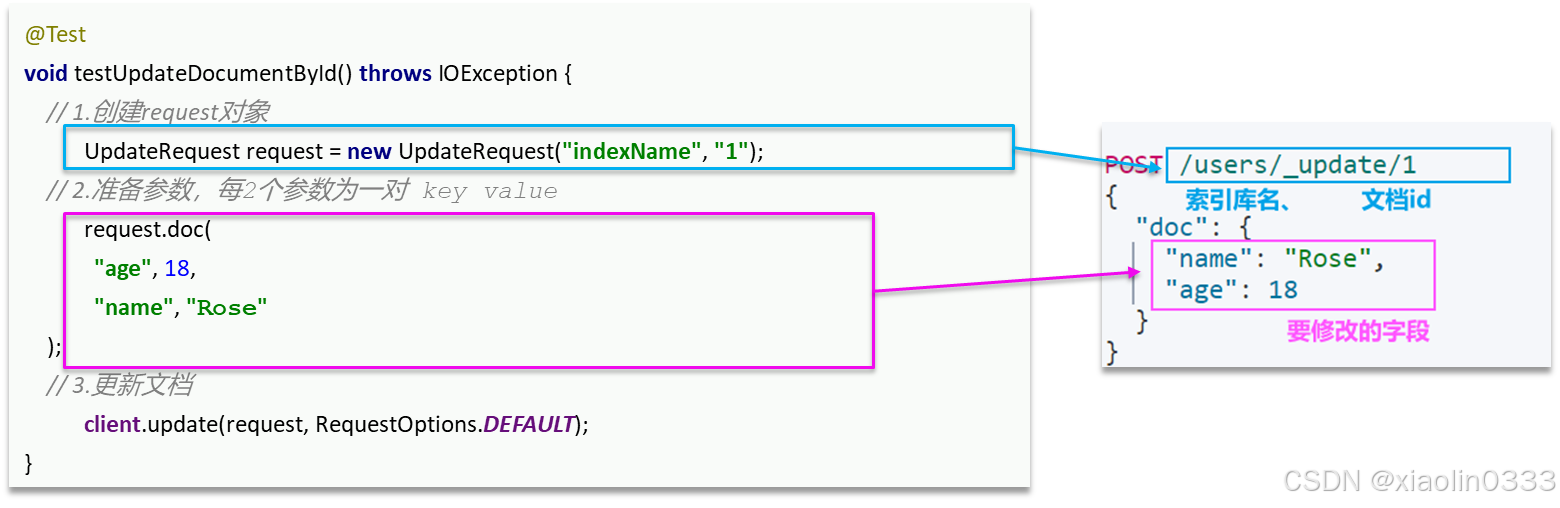 @Test
void testUpdateDocumentById() throws IOException {
// 1.创建request对象
UpdateRequest request = new UpdateRequest("indexName", "1");
// 2.准备参数，每2个参数为一对 key value
request.doc(
"age", 18,
"name", "Rose"
);
// 3.更新文档
client.update(request, RequestOptions.DEFAULT);
}
POST /users/_update/1
{ 索引库名、 文档id
"doc": {
"name": "Rose",
"age": 18
} 要修改的字段
}
CSDN @xiaolin0333